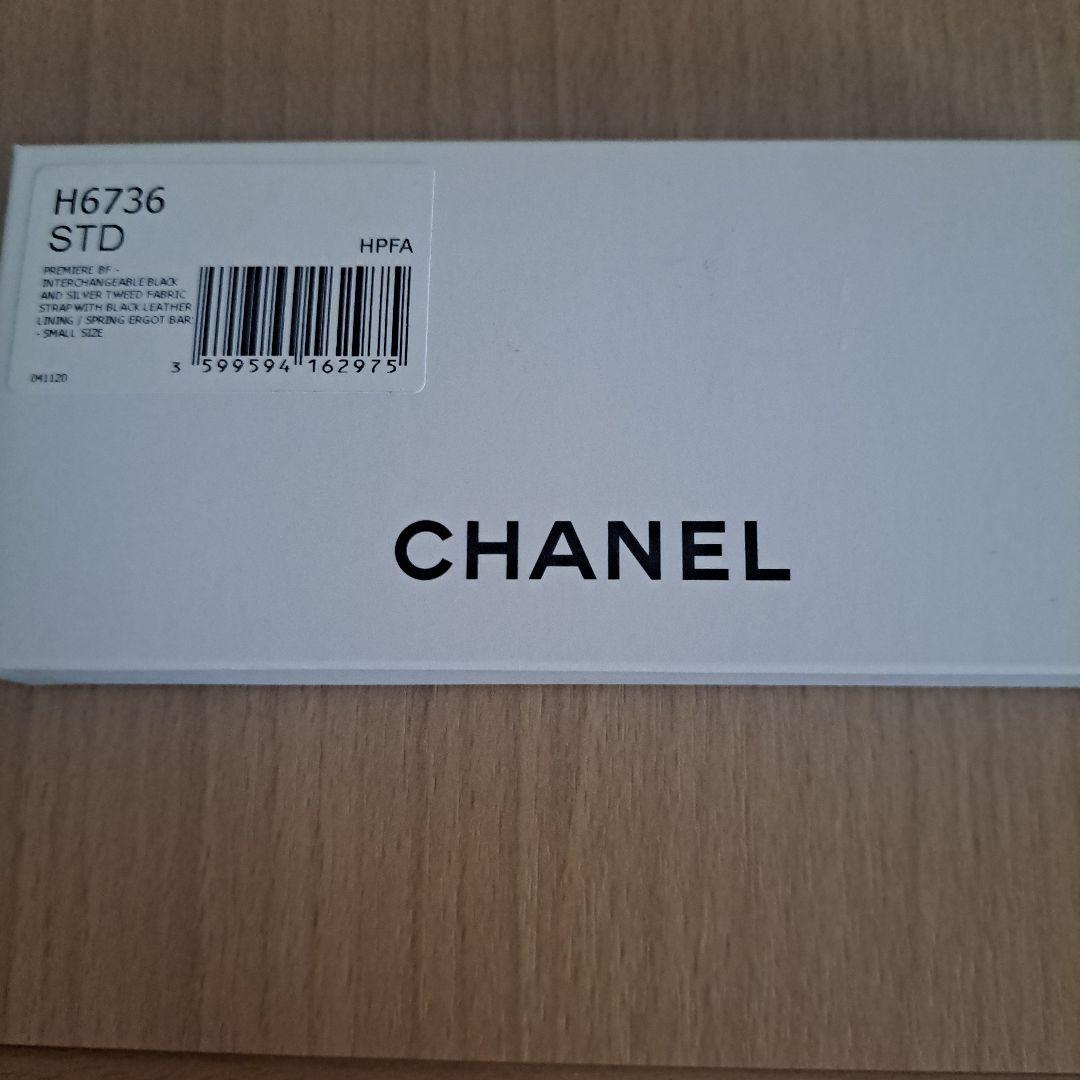 H6736
STD
HPFA
PREMIERE BF -
INTERCHANGEABLE BLACK
AND SILVER TWEED FABRIC
STRAP WITH BLACK LEATHER
LINING / SPRING ERGOT BAR
- SMALL SIZE
041120
3 599594 162975
CHANEL